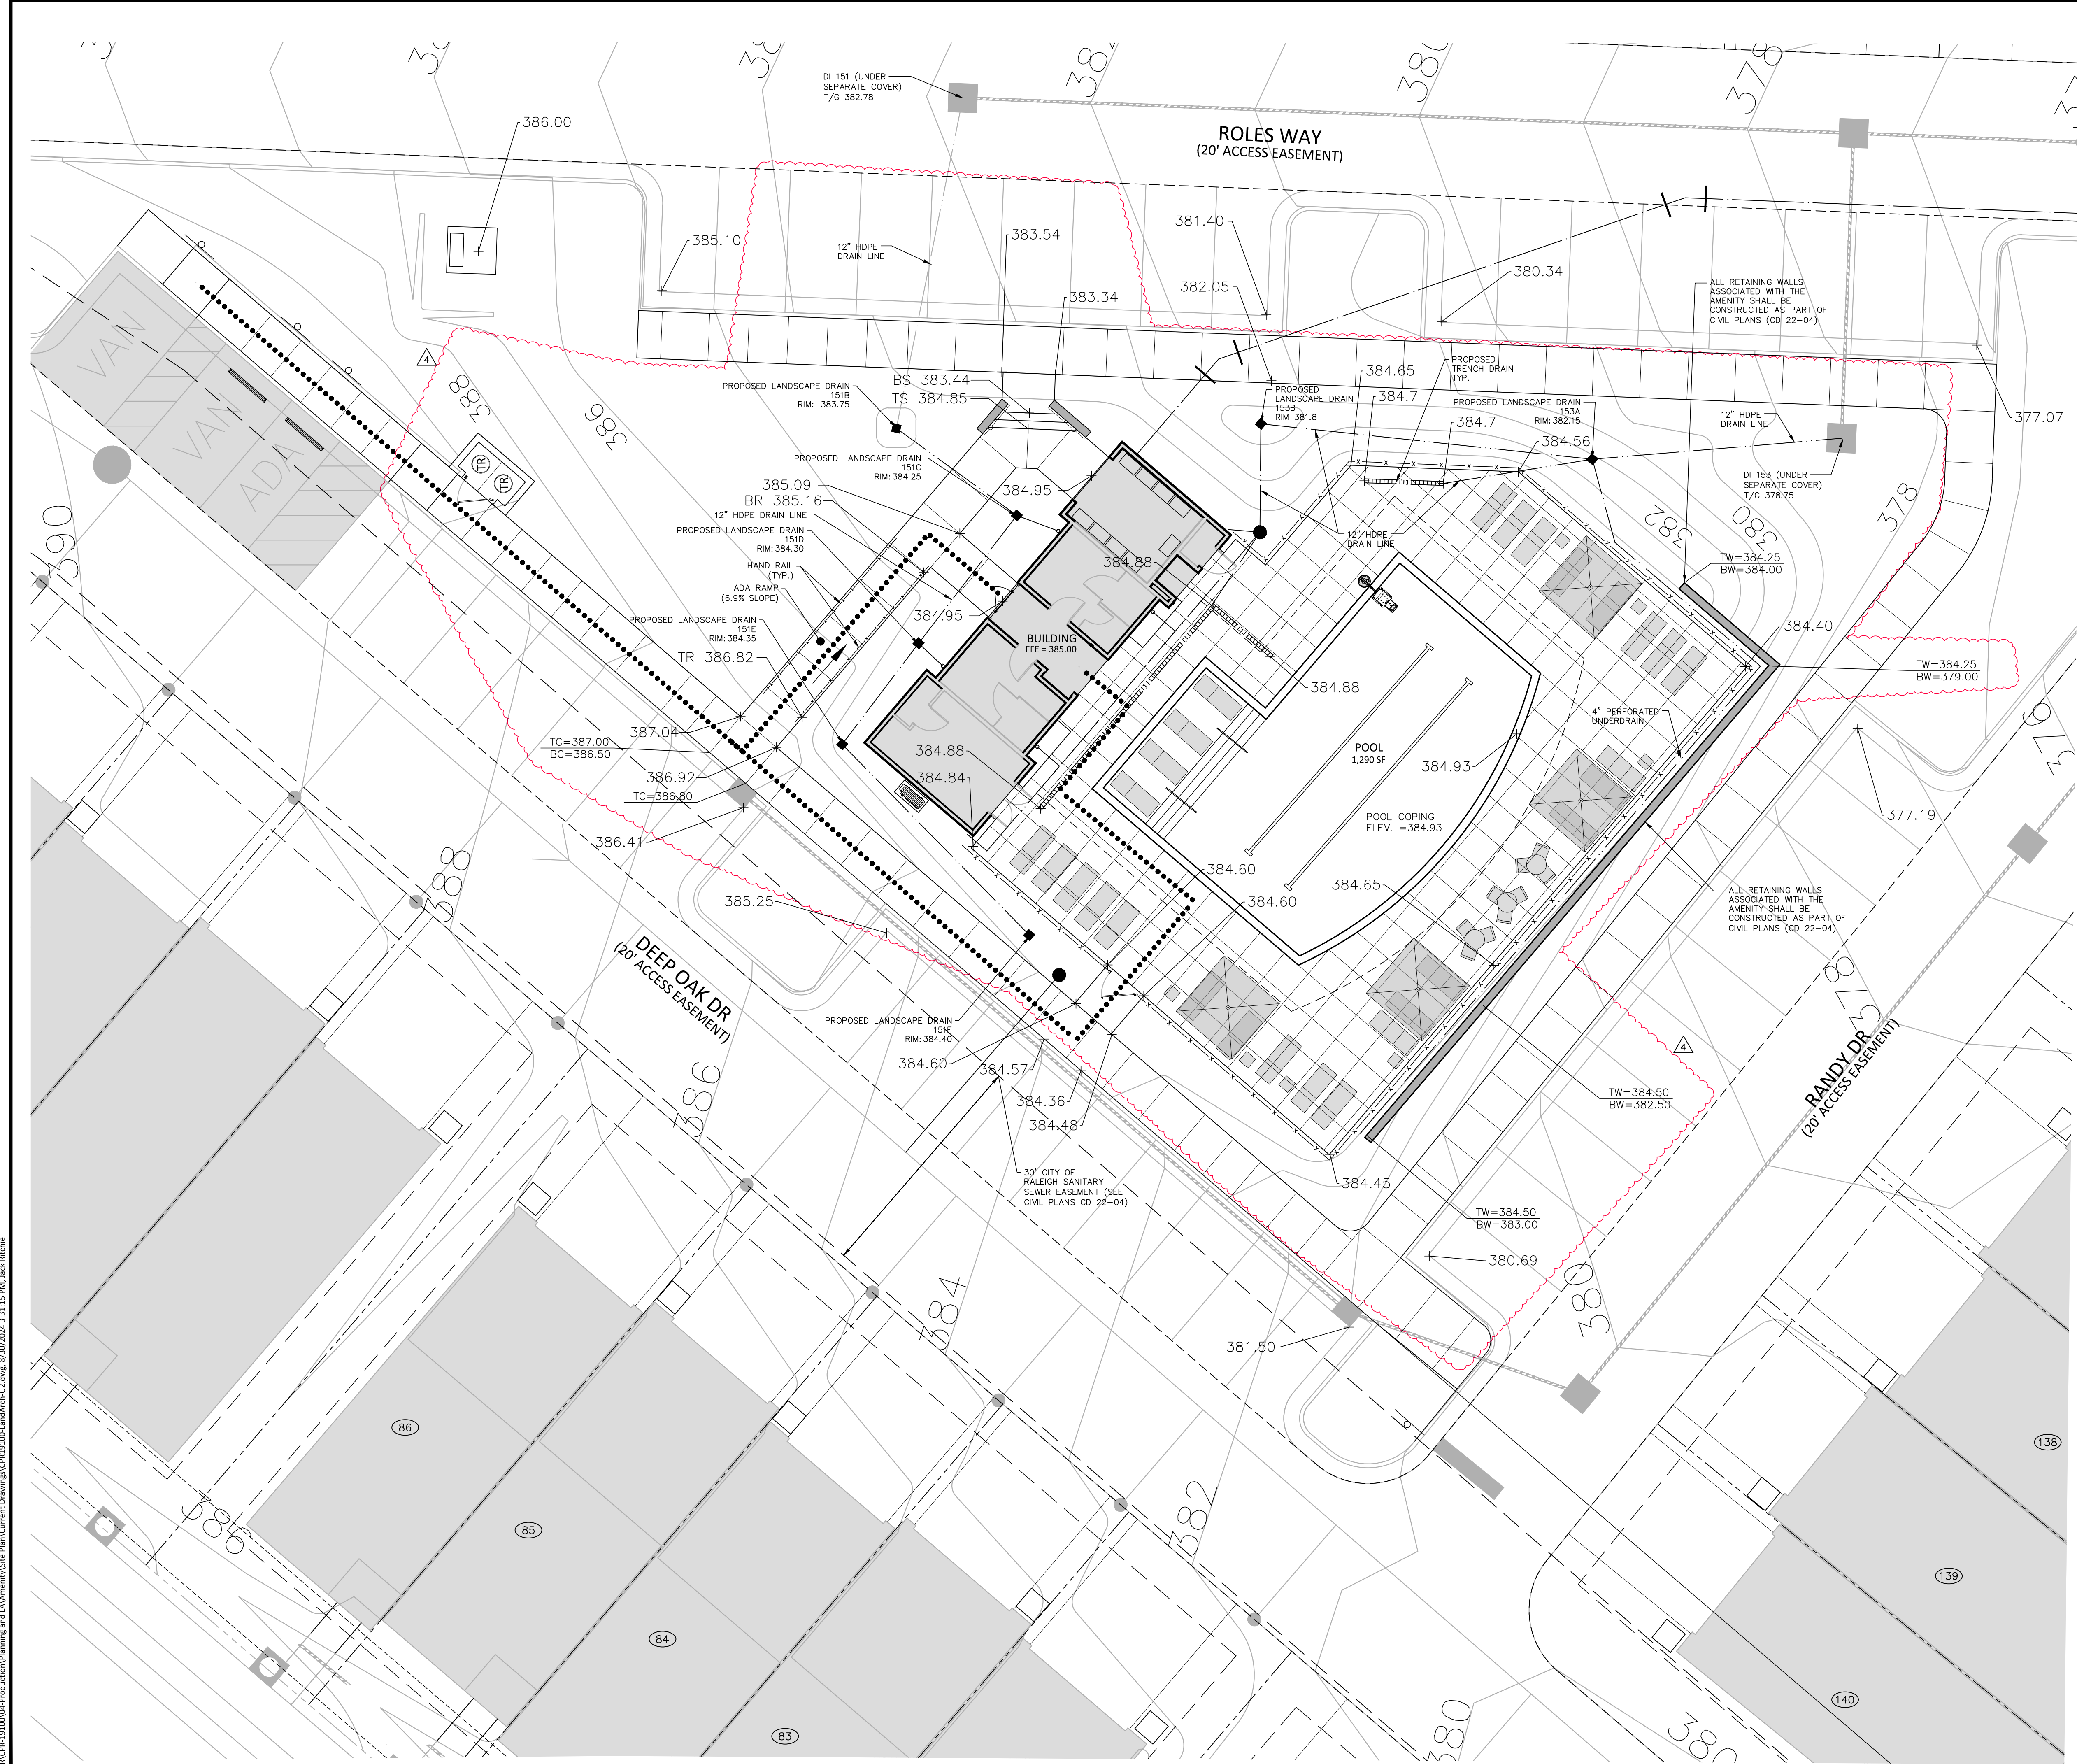 DI 151 (UNDER
SEPARATE COVER)
T/G 382.78
ROLES WAY
(20' ACCESS EASEMENT)
386.00
385.10
12" HDPE
DRAIN LINE
383.54
381.40
383.34
382.05
380
378
380.34
ALL RETAINING WALLS
ASSOCIATED WITH THE
AMENITY SHALL BE
CONSTRUCTED AS PART OF
CIVIL PLANS (CD 22-04)
4
388
386
PROPOSED LANDSCAPE DRAIN
151B
RIM: 383.75
BS 383.44
TS 384.85
PROPOSED
LANDSCAPE DRAIN
153B
RIM 381.8
384.65
384.7
PROPOSED
TRENCH DRAIN
TYP.
PROPOSED LANDSCAPE DRAIN
153A
RIM: 382.15
384.7
384.56
12" HDPE
DRAIN LINE
377.07
VAN
VAN
ADA
TR
TR
PROPOSED LANDSCAPE DRAIN
151C
RIM: 384.25
385.09
BR 385.16
12" HDPE DRAIN LINE
PROPOSED LANDSCAPE DRAIN
151D
RIM: 384.30
HAND RAIL
(TYP.)
ADA RAMP
(6.9% SLOPE)
PROPOSED LANDSCAPE DRAIN
151E
RIM: 384.35
TR 386.82
384.95
384.95
384.88
12" HDPE
DRAIN LINE
DI 153 (UNDER
SEPARATE COVER)
T/G 378.75
382
380
378
TW=384.25
BW=384.00
390
BUILDING
FFE = 385.00
384.88
384.40
TW=384.25
BW=379.00
387.04
TC=387.00
BC=386.50
386.92
TC=386.80
386.41
384.88
384.84
4" PERFORATED
UNDERDRAIN
POOL
1,290 SF
384.93
POOL COPING
ELEV. =384.93
376
377.19
388
385.25
384.60
384.60
384.65
ALL RETAINING WALLS
ASSOCIATED WITH THE
AMENITY SHALL BE
CONSTRUCTED AS PART OF
CIVIL PLANS (CD 22-04)
DEEP OAK DR
(20' ACCESS EASEMENT)
PROPOSED LANDSCAPE DRAIN
151F
RIM: 384.40
384.60
384.57
384.36
384.48
386
378
4
RANDY DR
(20' ACCESS EASEMENT)
TW=384.50
BW=382.50
30' CITY OF
RALEIGH SANITARY
SEWER EASEMENT (SEE
CIVIL PLANS CD 22-04)
384.45
TW=384.50
BW=383.00
380.69
384
380
381.50
86
138
85
386
382
139
84
140
83
380
380